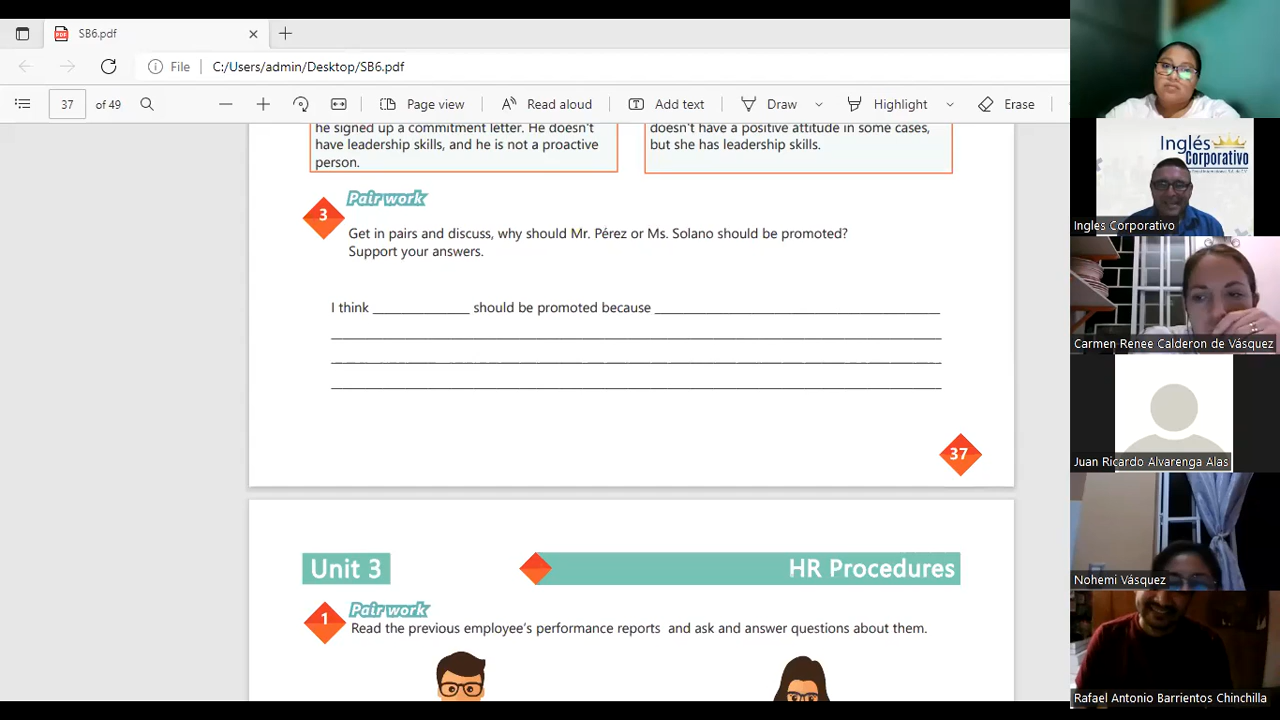 SB6.pdf
File C:/Users/admin/Desktop/SB6.pdf
37 of 49 Page view Read aloud Add text Draw Highlight Erase
he signed up a commitment letter. He doesn't
have leadership skills, and he is not a proactive
person.
doesn't have a positive attitude in some cases,
but she has leadership skills.
3 Pair work
Get in pairs and discuss, why should Mr. Pérez or Ms. Solano should be promoted?
Support your answers.
I think ____________ should be promoted because ____________
37
Unit 3 HR Procedures
1 Pair work
Read the previous employee's performance reports and ask and answer questions about them.
Inglés
Corporativo
Ingles Corporativo
Carmen Renee Calderon de Vásquez
Juan Ricardo Alvarenga Alas
Nohemi Vásquez
Rafael Antonio Barrientos Chinchilla